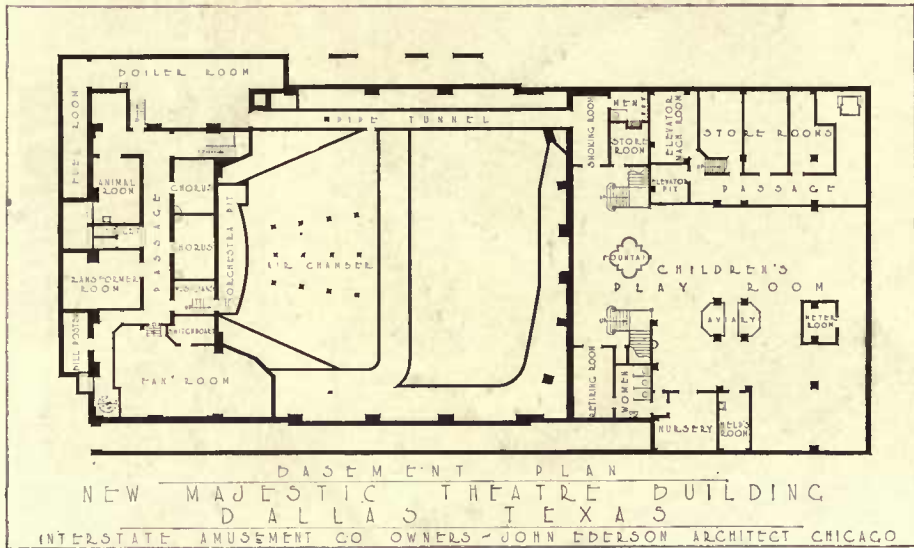 BOILER ROOM
FUEL ROOM
PIPE TUNNEL
SMOKING ROOM
MEN
STORE
ROOM
ELEVATOR
MACH ROOM
STORE ROOMS
ANIMAL
ROOM
PASSAGE
CHORUS
CHORUS
MUSICIANS
ORCHESTRA PIT
ELEVATOR
PIT
PASSAGE
AIR CHAMBER
FOUNTAIN
CHILDREN'S
PLAY ROOM
TRANSFORMER
ROOM
AVIARY
METER
ROOM
BILL POSTER
SWITCHBOARD
FAN ROOM
RETIRING ROOM
WOMEN
NURSERY
ROOM
BASEMENT PLAN
NEW MAJESTIC THEATRE BUILDING
DALLAS TEXAS
INTERSTATE AMUSEMENT CO OWNERS - JOHN EBERSON ARCHITECT CHICAGO